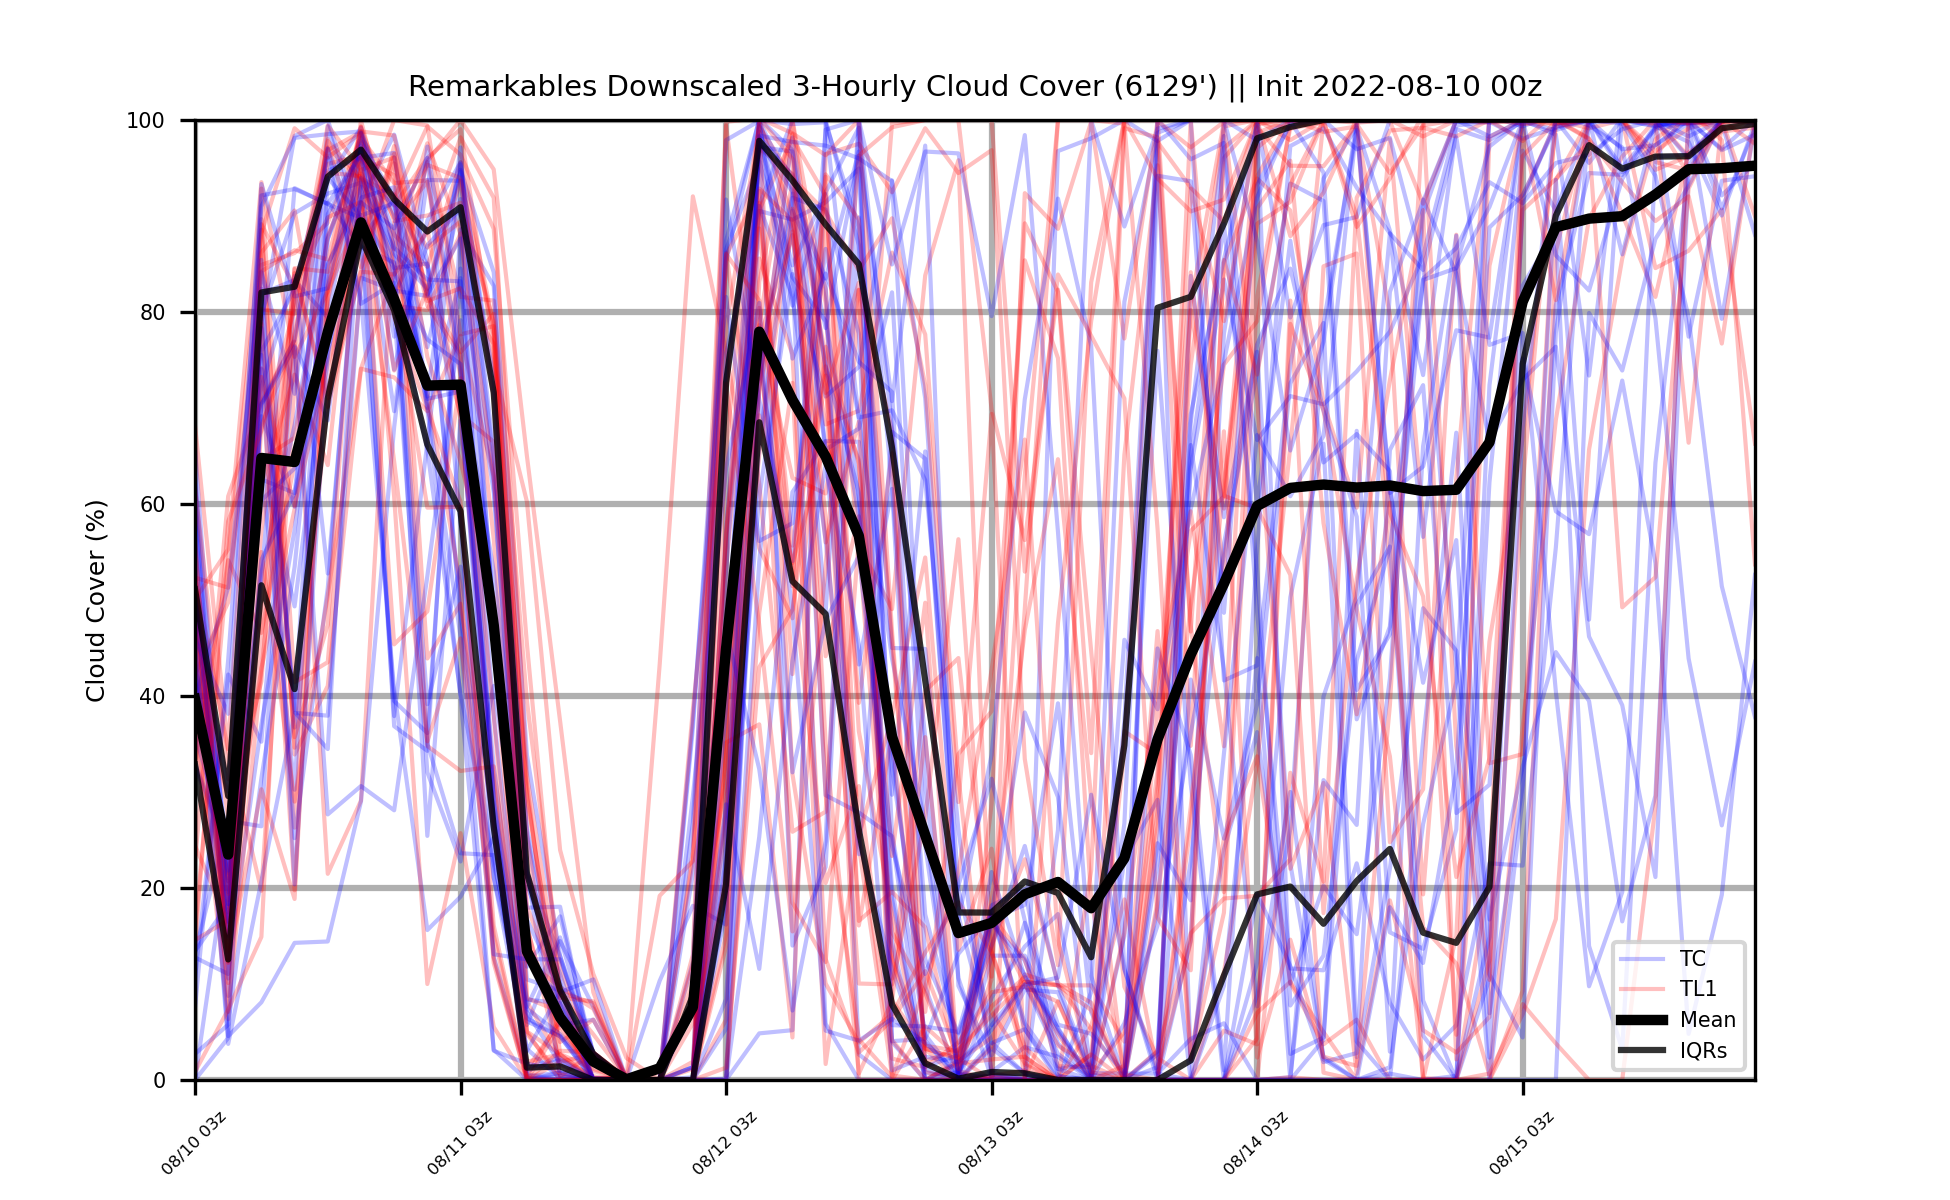 Remarkables Downscaled 3-Hourly Cloud Cover (6129') || Init 2022-08-10 00z
Cloud Cover (%)
100
80
60
40
20
0
TC
TL1
Mean
IQRs
08/10 03z
08/11 03z
08/12 03z
08/13 03z
08/14 03z
08/15 03z